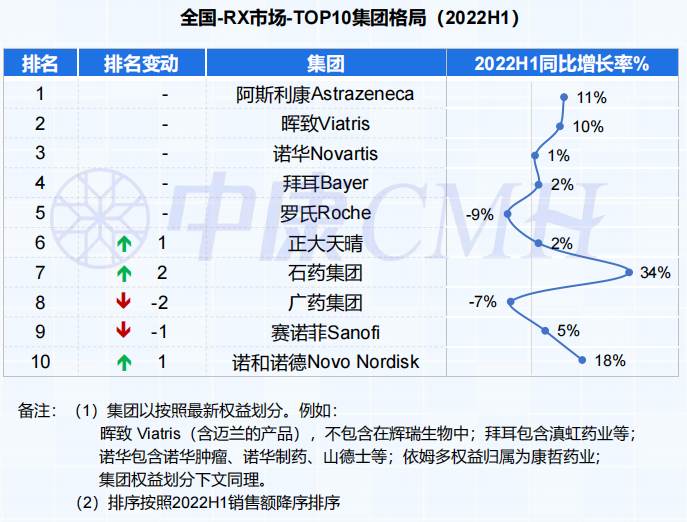 全国-RX市场-TOP10集团格局（2022H1）
排名 排名变动 集团 2022H1同比增长率%
1 - 阿斯利康Astrazeneca 11%
2 - 晖致Viatris 10%
3 - 诺华Novartis 1%
4 - 拜耳Bayer 2%
5 - 罗氏Roche -9%
6 1 正大天晴 2%
7 2 石药集团 34%
8 -2 广药集团 -7%
9 -1 赛诺菲Sanofi 5%
10 1 诺和诺德Novo Nordisk 18%
中康CMH
备注：（1）集团以按照最新权益划分。例如：
晖致 Viatris（含迈兰的产品），不包含在辉瑞生物中；拜耳包含滇虹药业等；
诺华包含诺华肿瘤、诺华制药、山德士等；依姆多权益归属为康哲药业；
集团权益划分下文同理。
（2）排序按照2022H1销售额降序排序